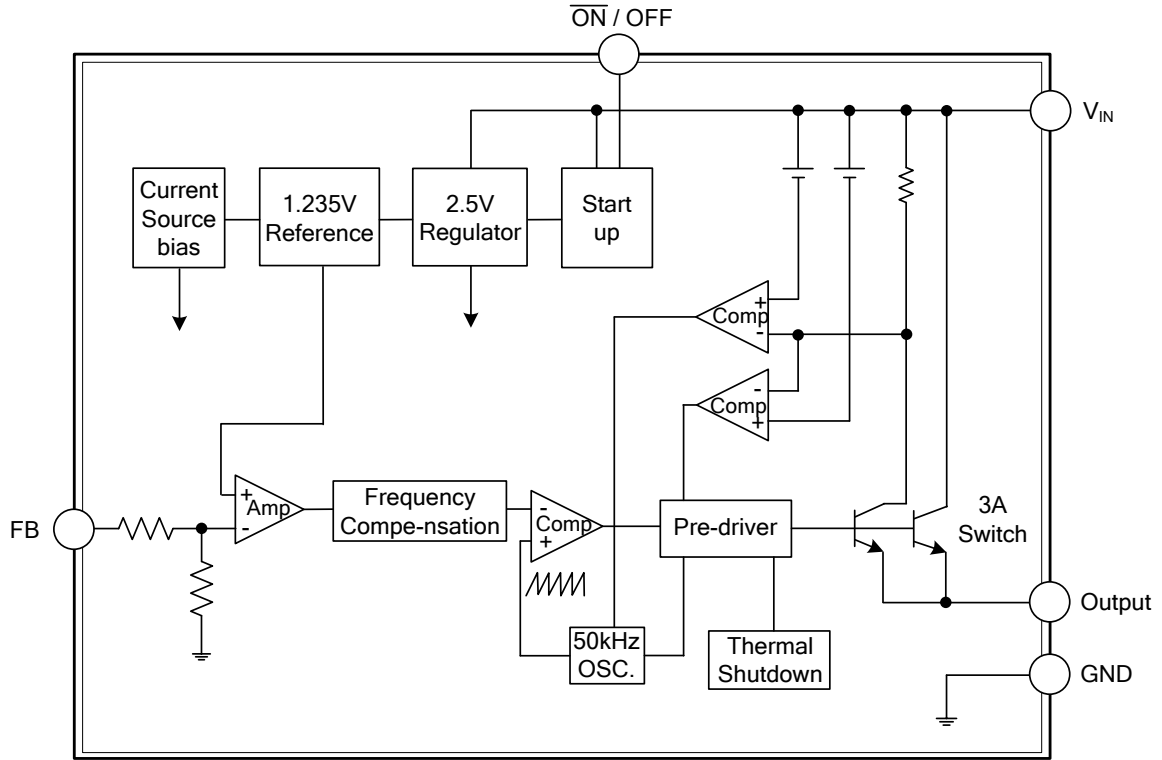 ON / OFF
VIN
Current
Source
bias
1.235V
Reference
2.5V
Regulator
Start
up
+
Comp
-
-
Comp
+
FB
+
Amp
-
Frequency
Compe-nsation
-
Comp
+
Pre-driver
3A
Switch
50kHz
OSC.
Thermal
Shutdown
Output
GND